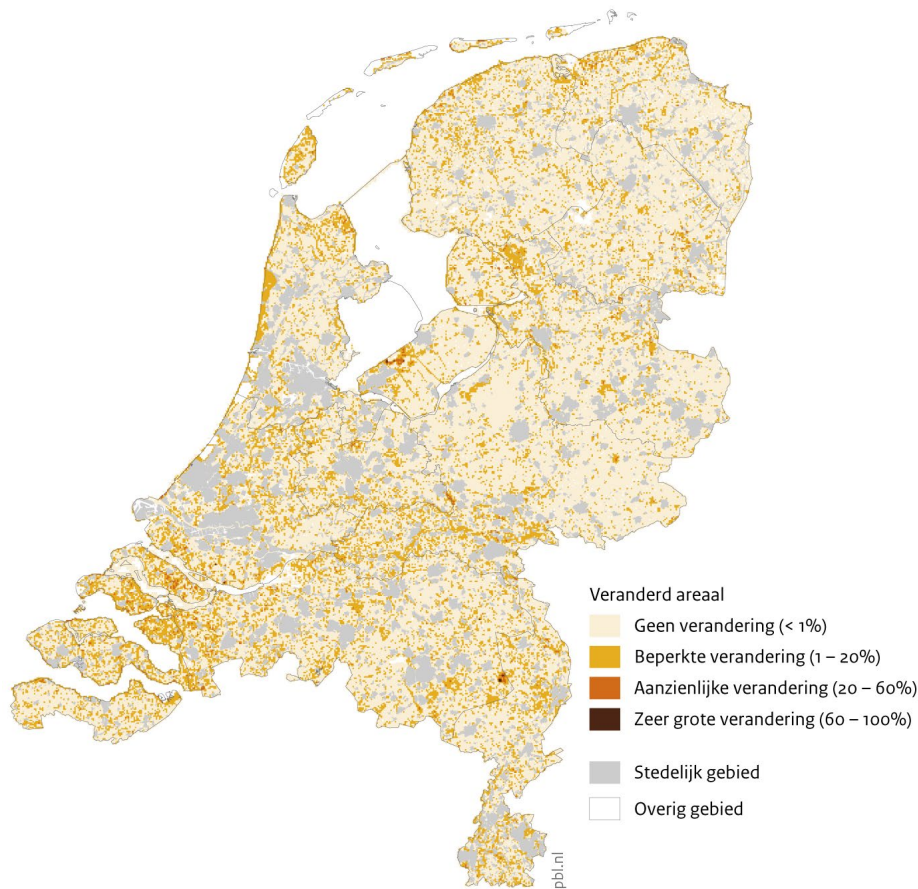 Veranderd areaal
Geen verandering (< 1%)
Beperkte verandering (1 – 20%)
Aanzienlijke verandering (20 – 60%)
Zeer grote verandering (60 – 100%)
Stedelijk gebied
Overig gebied
pbl.nl